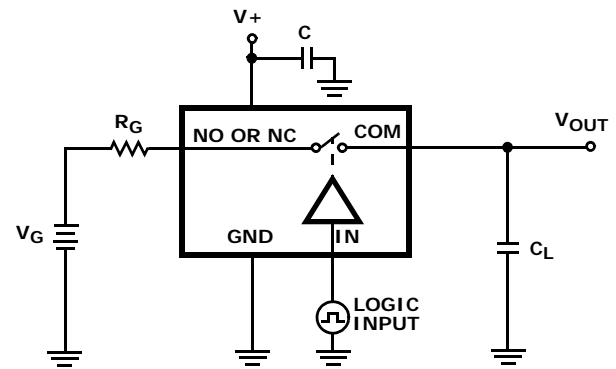 V+
C
RG
NO OR NC
COM
VOUT
VG
GND
IN
CL
LOGIC
INPUT